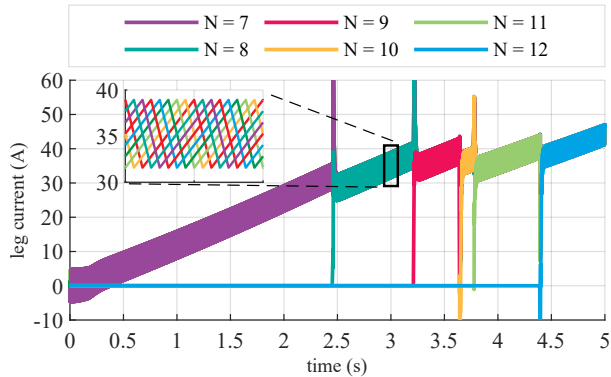 N = 7 N = 9 N = 11
N = 8 N = 10 N = 12
leg current (A)
60
50
40
30
20
10
0
-10
40
35
30
0 0.5 1 1.5 2 2.5 3 3.5 4 4.5 5
time (s)